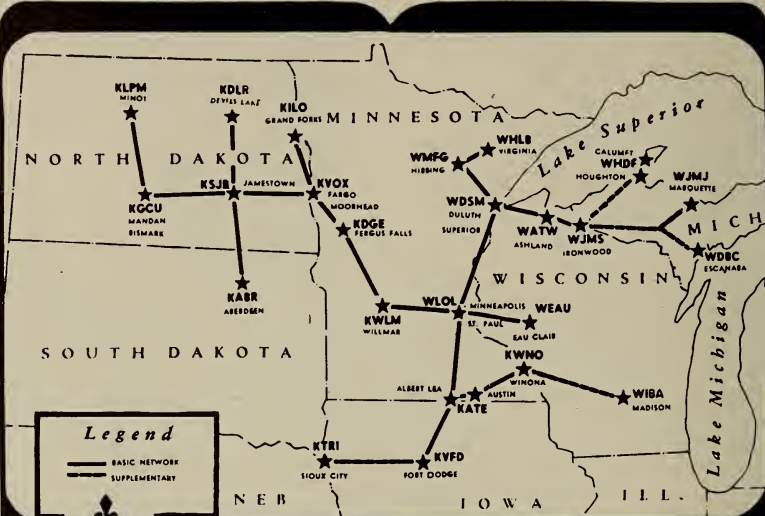 KLPM
MINOT
KDLR
DEVILS LAKE
KILO
GRAND FORKS
MINNESOTA
WHLB
VIRGINIA
WMFG
HIBBING
Lake Superior
CALUMET
WHDF
HOUGHTON
WJMJ
MARQUETTE
NORTH DAKOTA
KGCU
MANDAN
BISMARK
KSJB
JAMESTOWN
KVOX
FARGO
MOORHEAD
KDGE
FERGUS FALLS
WDSM
DULUTH
SUPERIOR
WATW
ASHLAND
WJMS
IRONWOOD
MICH
WDBC
ESCANABA
WISCONSIN
KABR
ABERDEEN
KWLM
WILLMAR
WLOL
MINNEAPOLIS
ST. PAUL
WEAU
EAU CLAIR
SOUTH DAKOTA
KWNO
WINONA
ALBERT LEA
KATE
AUSTIN
WIBA
MADISON
Lake Michigan
Legend
BASIC NETWORK
SUPPLEMENTARY
KTRI
SIOUX CITY
KVFD
FORT DODGE
NEB
IOWA
ILL.